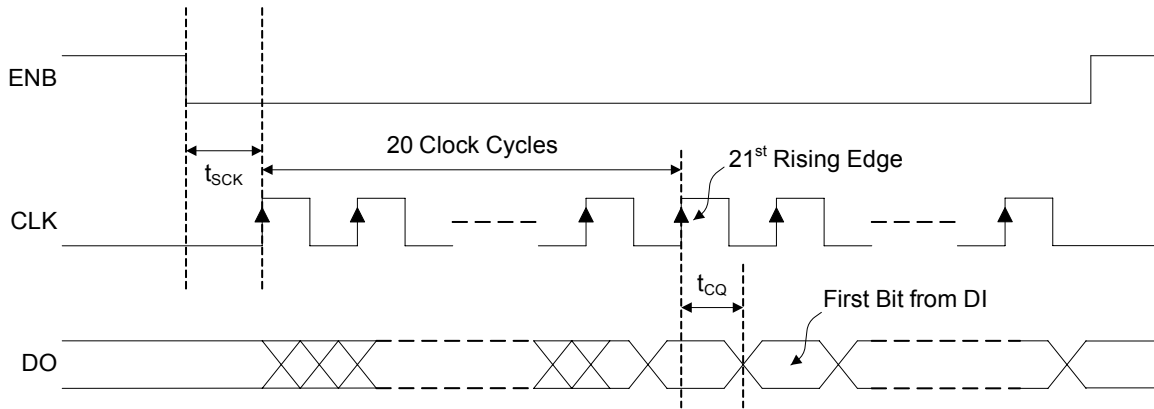 ENB
20 Clock Cycles
21st Rising Edge
tSCK
CLK
tCQ
First Bit from DI
DO